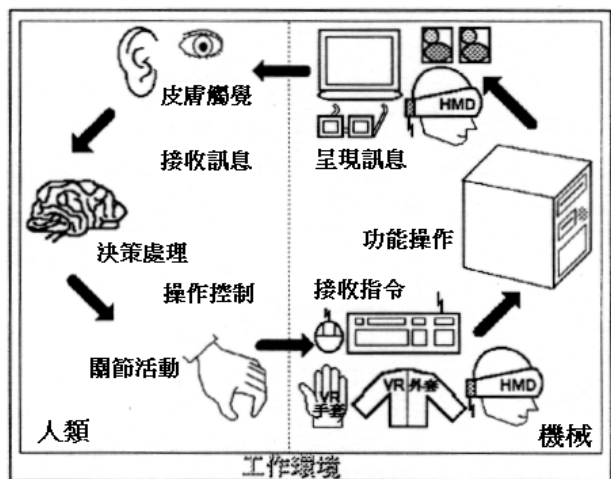 HMD
皮膚觸覺
接收訊息
呈現訊息
決策處理
功能操作
操作控制
接收指令
關節活動
VR
手套
VR 外套
HMD
人類
機械
工作環境